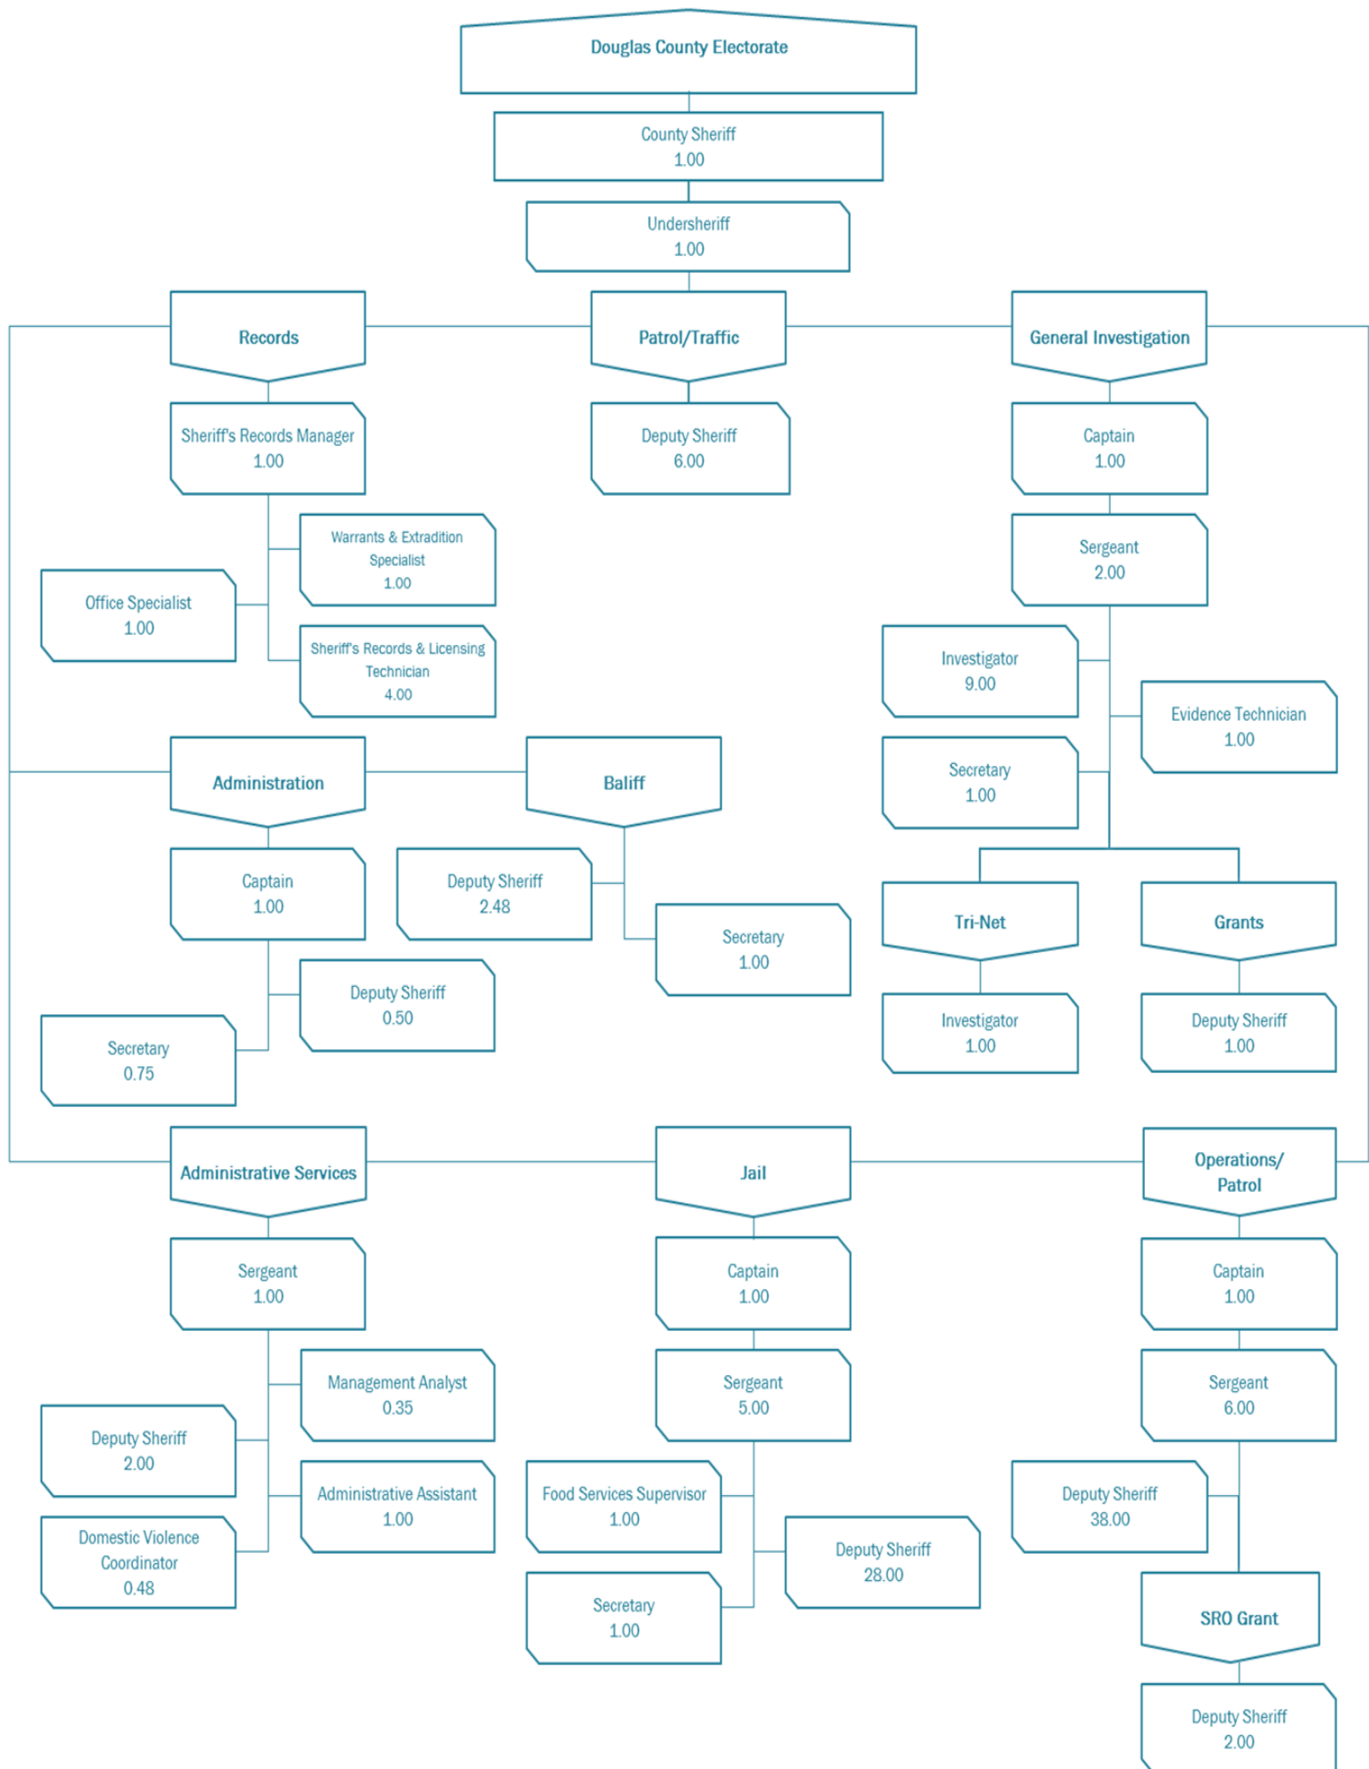 Douglas County Electorate
County Sheriff
1.00
Undersheriff
1.00
Records
Patrol/Traffic
General Investigation
Sheriff's Records Manager
1.00
Deputy Sheriff
6.00
Captain
1.00
Warrants & Extradition
Specialist
1.00
Sergeant
2.00
Office Specialist
1.00
Sheriff's Records & Licensing
Technician
4.00
Investigator
9.00
Evidence Technician
1.00
Secretary
1.00
Administration
Baliff
Captain
1.00
Deputy Sheriff
2.48
Secretary
1.00
Deputy Sheriff
0.50
Secretary
0.75
Tri-Net
Grants
Investigator
1.00
Deputy Sheriff
1.00
Administrative Services
Jail
Operations/
Patrol
Sergeant
1.00
Captain
1.00
Captain
1.00
Management Analyst
0.35
Sergeant
5.00
Sergeant
6.00
Deputy Sheriff
2.00
Administrative Assistant
1.00
Domestic Violence
Coordinator
0.48
Food Services Supervisor
1.00
Deputy Sheriff
28.00
Secretary
1.00
Deputy Sheriff
38.00
SRO Grant
Deputy Sheriff
2.00